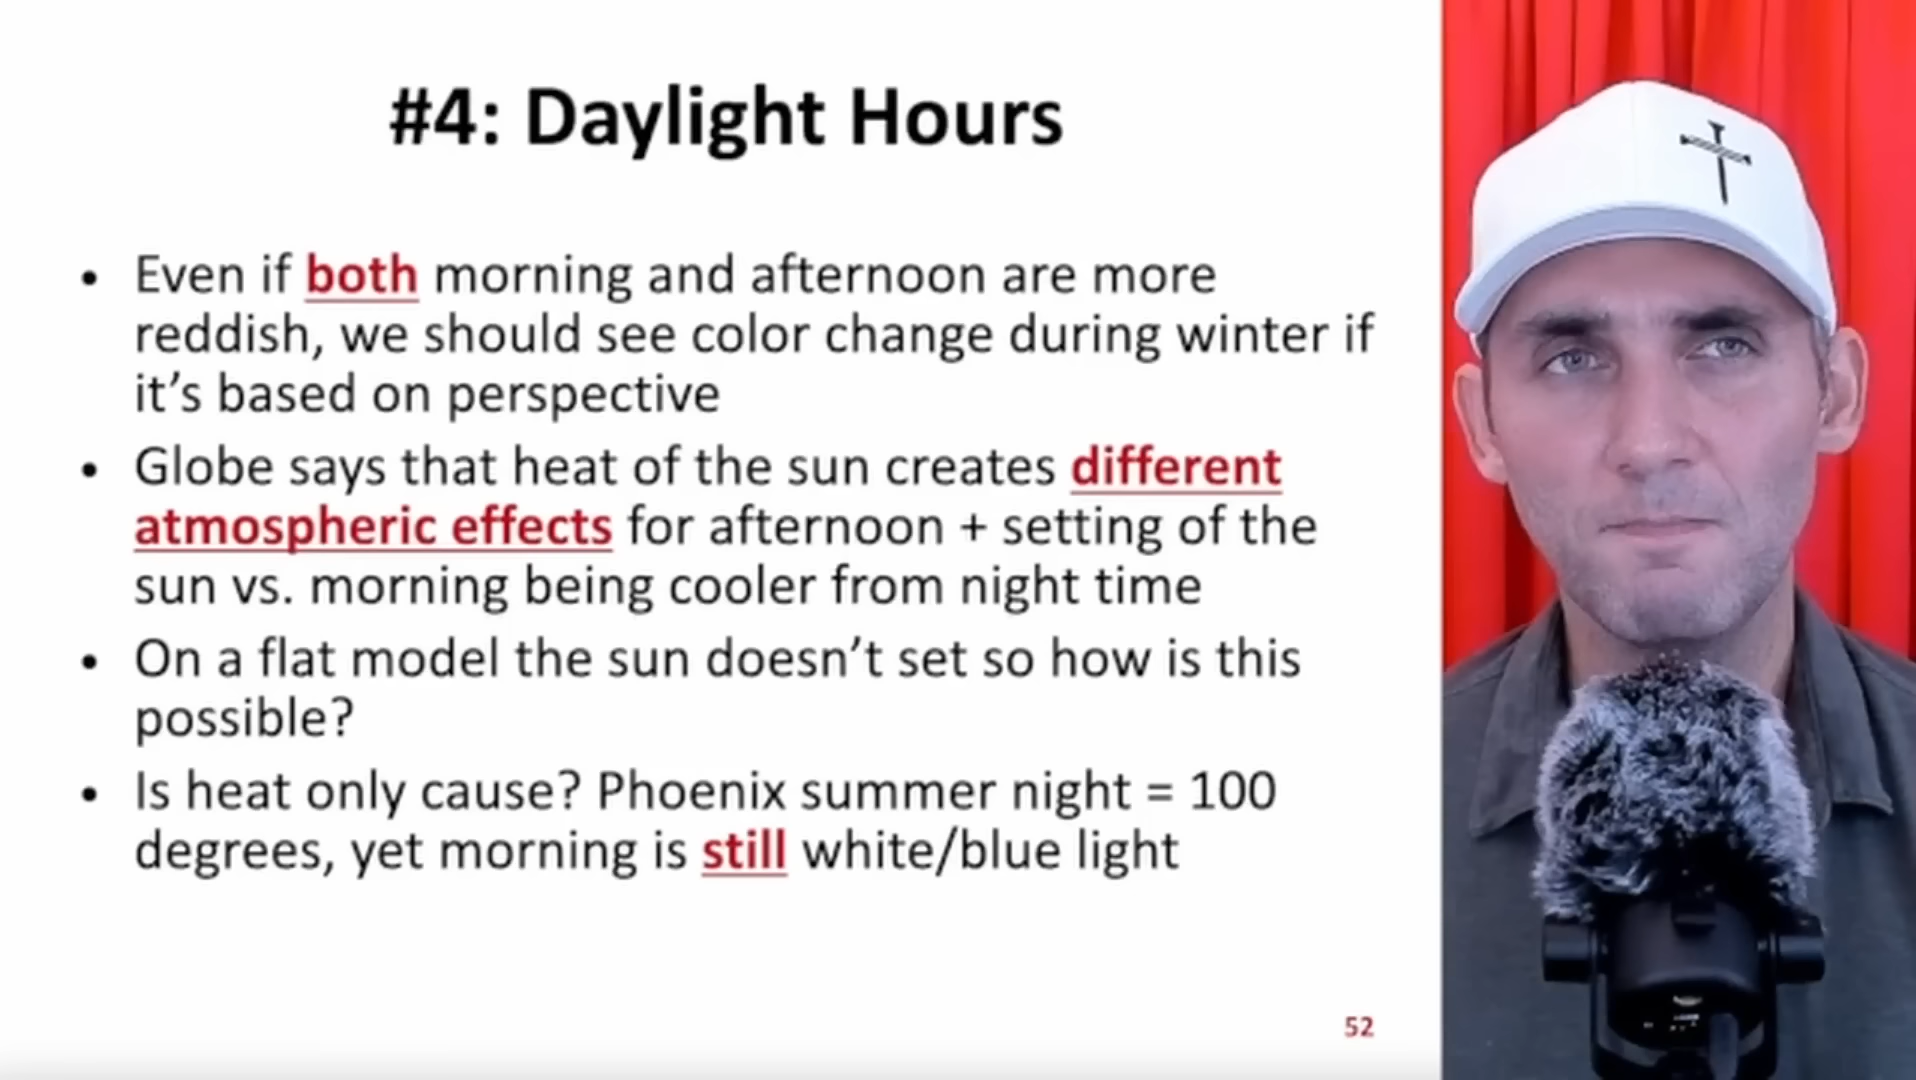 #4: Daylight Hours
• Even if both morning and afternoon are more
reddish, we should see color change during winter if
it's based on perspective
• Globe says that heat of the sun creates different
atmospheric effects for afternoon + setting of the
sun vs. morning being cooler from night time
• On a flat model the sun doesn't set so how is this
possible?
• Is heat only cause? Phoenix summer night = 100
degrees, yet morning is still white/blue light
52